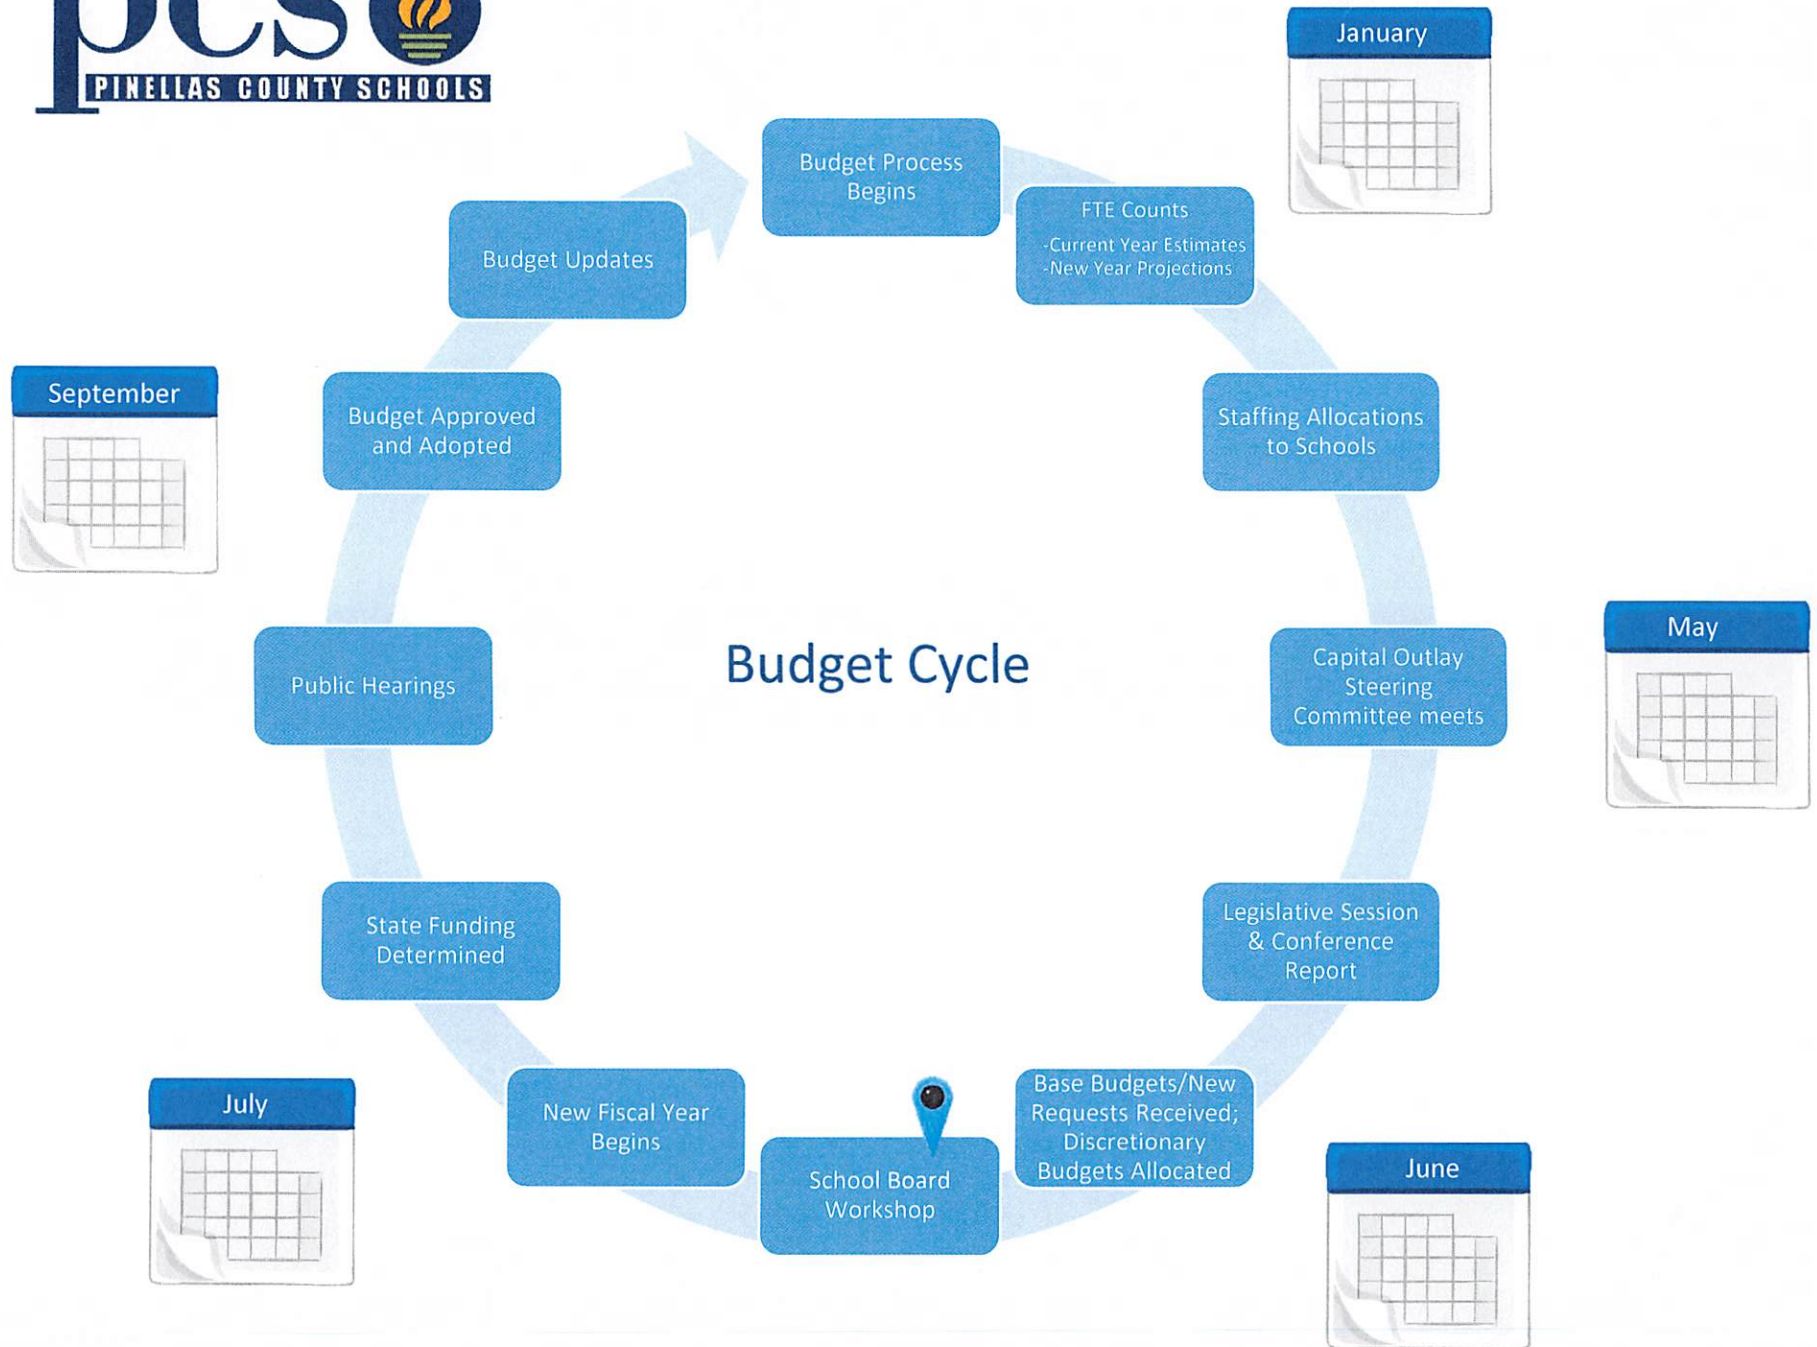 pcs
PINELLAS COUNTY SCHOOLS
January
Budget Process
Begins
FTE Counts
-Current Year Estimates
-New Year Projections
Staffing Allocations
to Schools
May
Capital Outlay
Steering
Committee meets
Legislative Session
& Conference
Report
Base Budgets/New
Requests Received;
Discretionary
Budgets Allocated
June
School Board
Workshop
New Fiscal Year
Begins
July
State Funding
Determined
Public Hearings
Budget Approved
and Adopted
September
Budget Updates
Budget Cycle